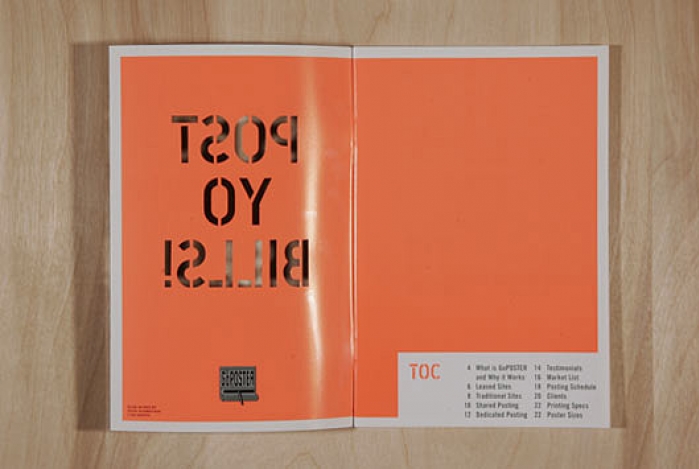 POST
YO
BILLS!
GoPOSTER
TOC
4 What is GoPOSTER
and Why it Works
6 Leased Sites
8 Traditional Sites
10 Shared Posting
12 Dedicated Posting
14 Testimonials
16 Market List
18 Posting Schedule
20 Clients
22 Printing Specs
23 Poster Sizes